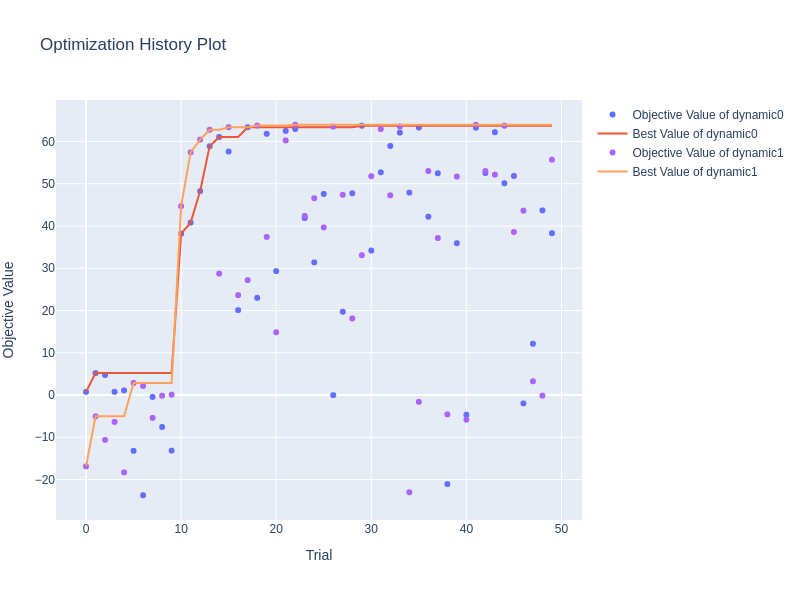 Optimization History Plot
Objective Value of dynamic0
Best Value of dynamic0
Objective Value of dynamic1
Best Value of dynamic1
60
50
40
30
20
10
0
−10
−20
Objective Value
0 10 20 30 40 50
Trial